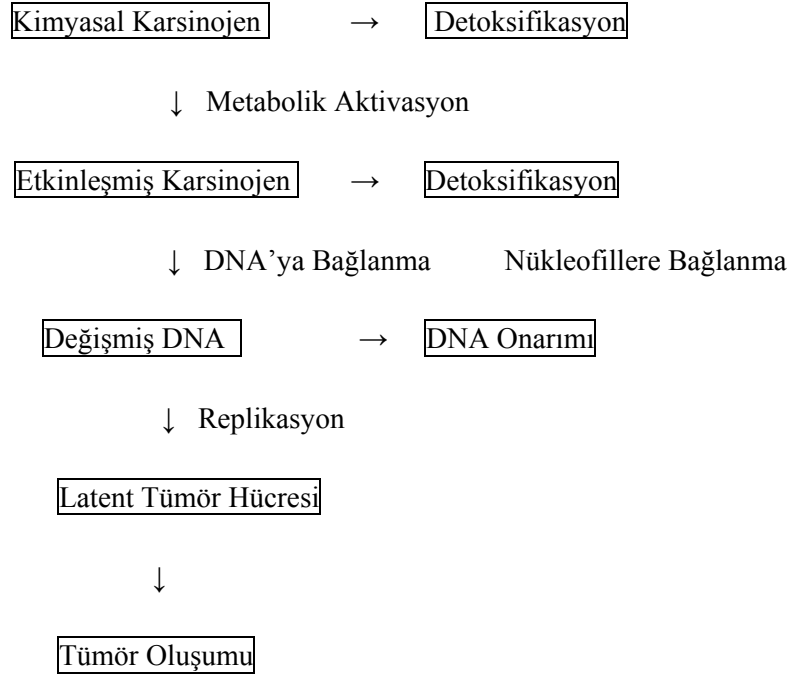 Kimyasal Karsinojen → Detoksifikasyon
↓ Metabolik Aktivasyon
Etkinleşmiş Karsinojen → Detoksifikasyon
↓ DNA’ya Bağlanma Nükleofillere Bağlanma
Değişmiş DNA → DNA Onarımı
↓ Replikasyon
Latent Tümör Hücresi
↓
Tümör Oluşumu